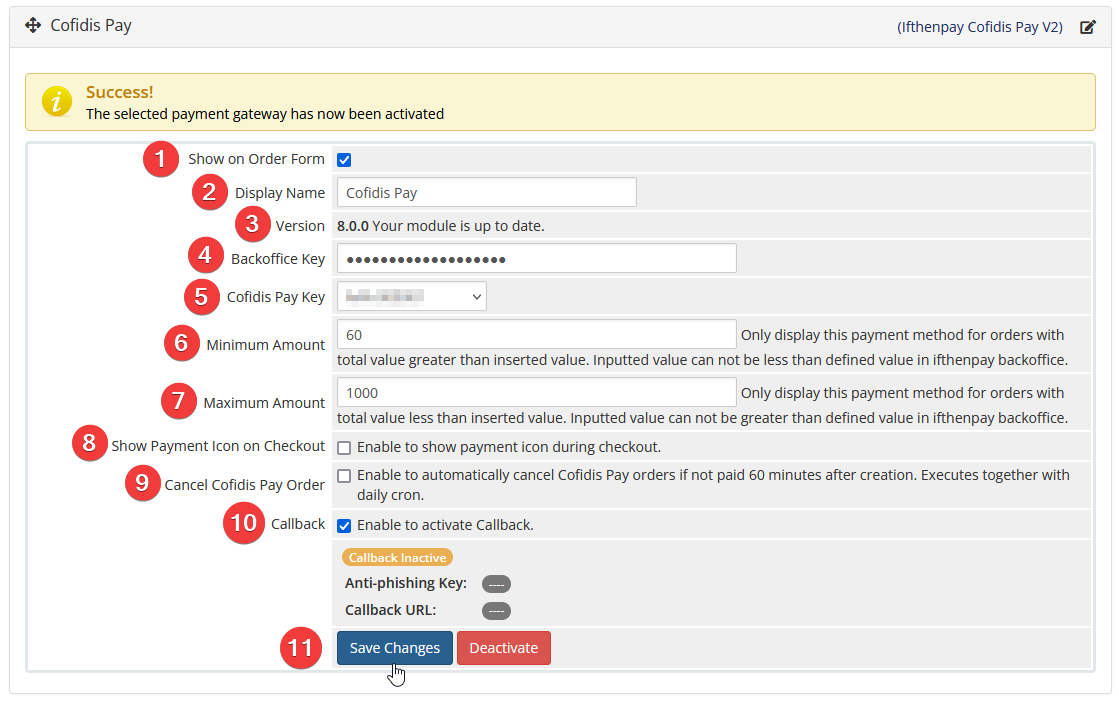 Cofidis Pay
(Ifthenpay Cofidis Pay V2)
Success!
The selected payment gateway has now been activated
1 Show on Order Form
2 Display Name Cofidis Pay
3 Version 8.0.0 Your module is up to date.
4 Backoffice Key ●●●●●●●●●●●●●●●●●●●
5 Cofidis Pay Key
6 Minimum Amount 60 Only display this payment method for orders with
total value greater than inserted value. Inputted value can not be less than defined value in ifthenpay backoffice.
7 Maximum Amount 1000 Only display this payment method for orders with
total value less than inserted value. Inputted value can not be greater than defined value in ifthenpay backoffice.
8 Show Payment Icon on Checkout Enable to show payment icon during checkout.
9 Cancel Cofidis Pay Order Enable to automatically cancel Cofidis Pay orders if not paid 60 minutes after creation. Executes together with
daily cron.
10 Callback Enable to activate Callback.
Callback Inactive
Anti-phishing Key: ----
Callback URL: ----
11 Save Changes Deactivate